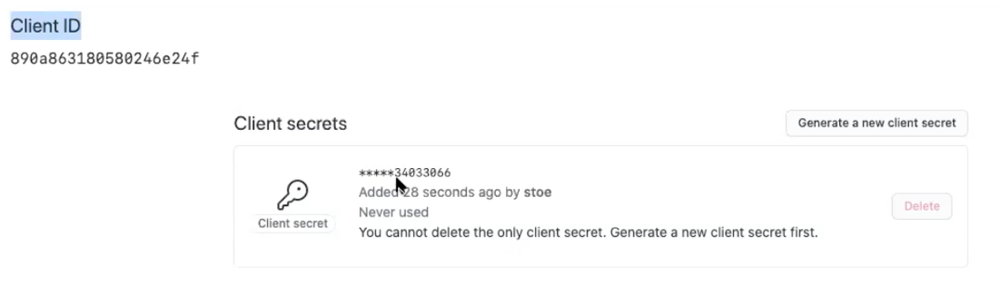 Client ID
890a863180580246e24f
Client secrets
Generate a new client secret
*****34033066
Added 28 seconds ago by stoe
Never used
Client secret
Delete
You cannot delete the only client secret. Generate a new client secret first.